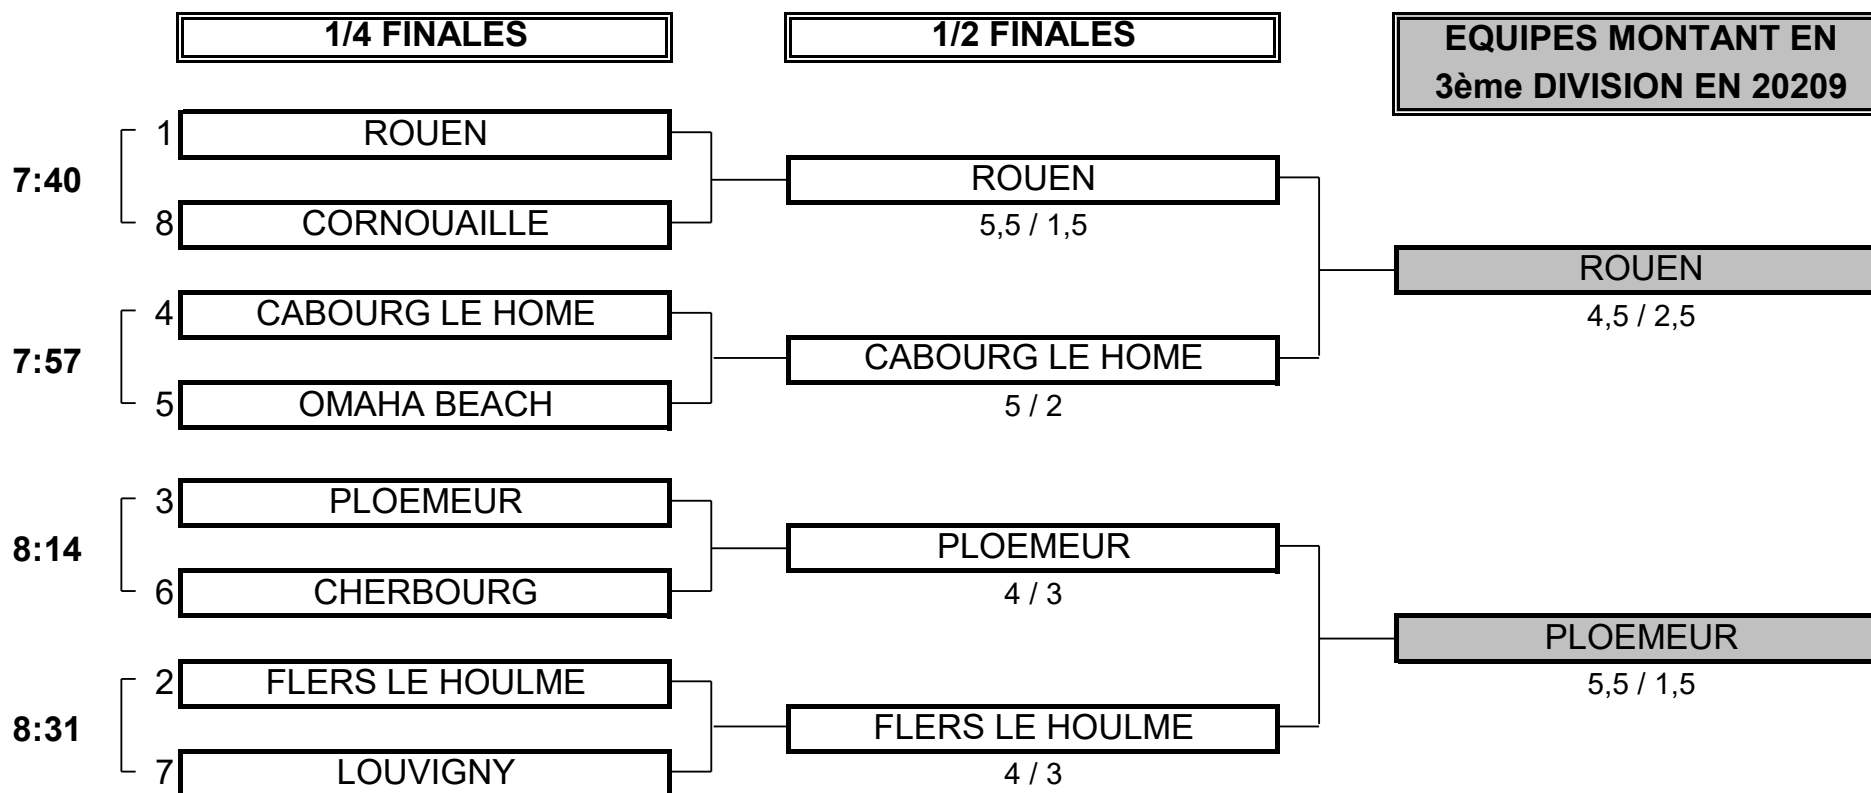 1/4 FINALES
1/2 FINALES
EQUIPES MONTANT EN
3ème DIVISION EN 20209
1 ROUEN
7:40
ROUEN
8 CORNOUAILLE
5,5 / 1,5
ROUEN
4 CABOURG LE HOME
4,5 / 2,5
7:57
CABOURG LE HOME
5 OMAHA BEACH
5 / 2
3 PLOEMEUR
8:14
PLOEMEUR
6 CHERBOURG
4 / 3
PLOEMEUR
2 FLERS LE HOULME
5,5 / 1,5
8:31
FLERS LE HOULME
7 LOUVIGNY
4 / 3